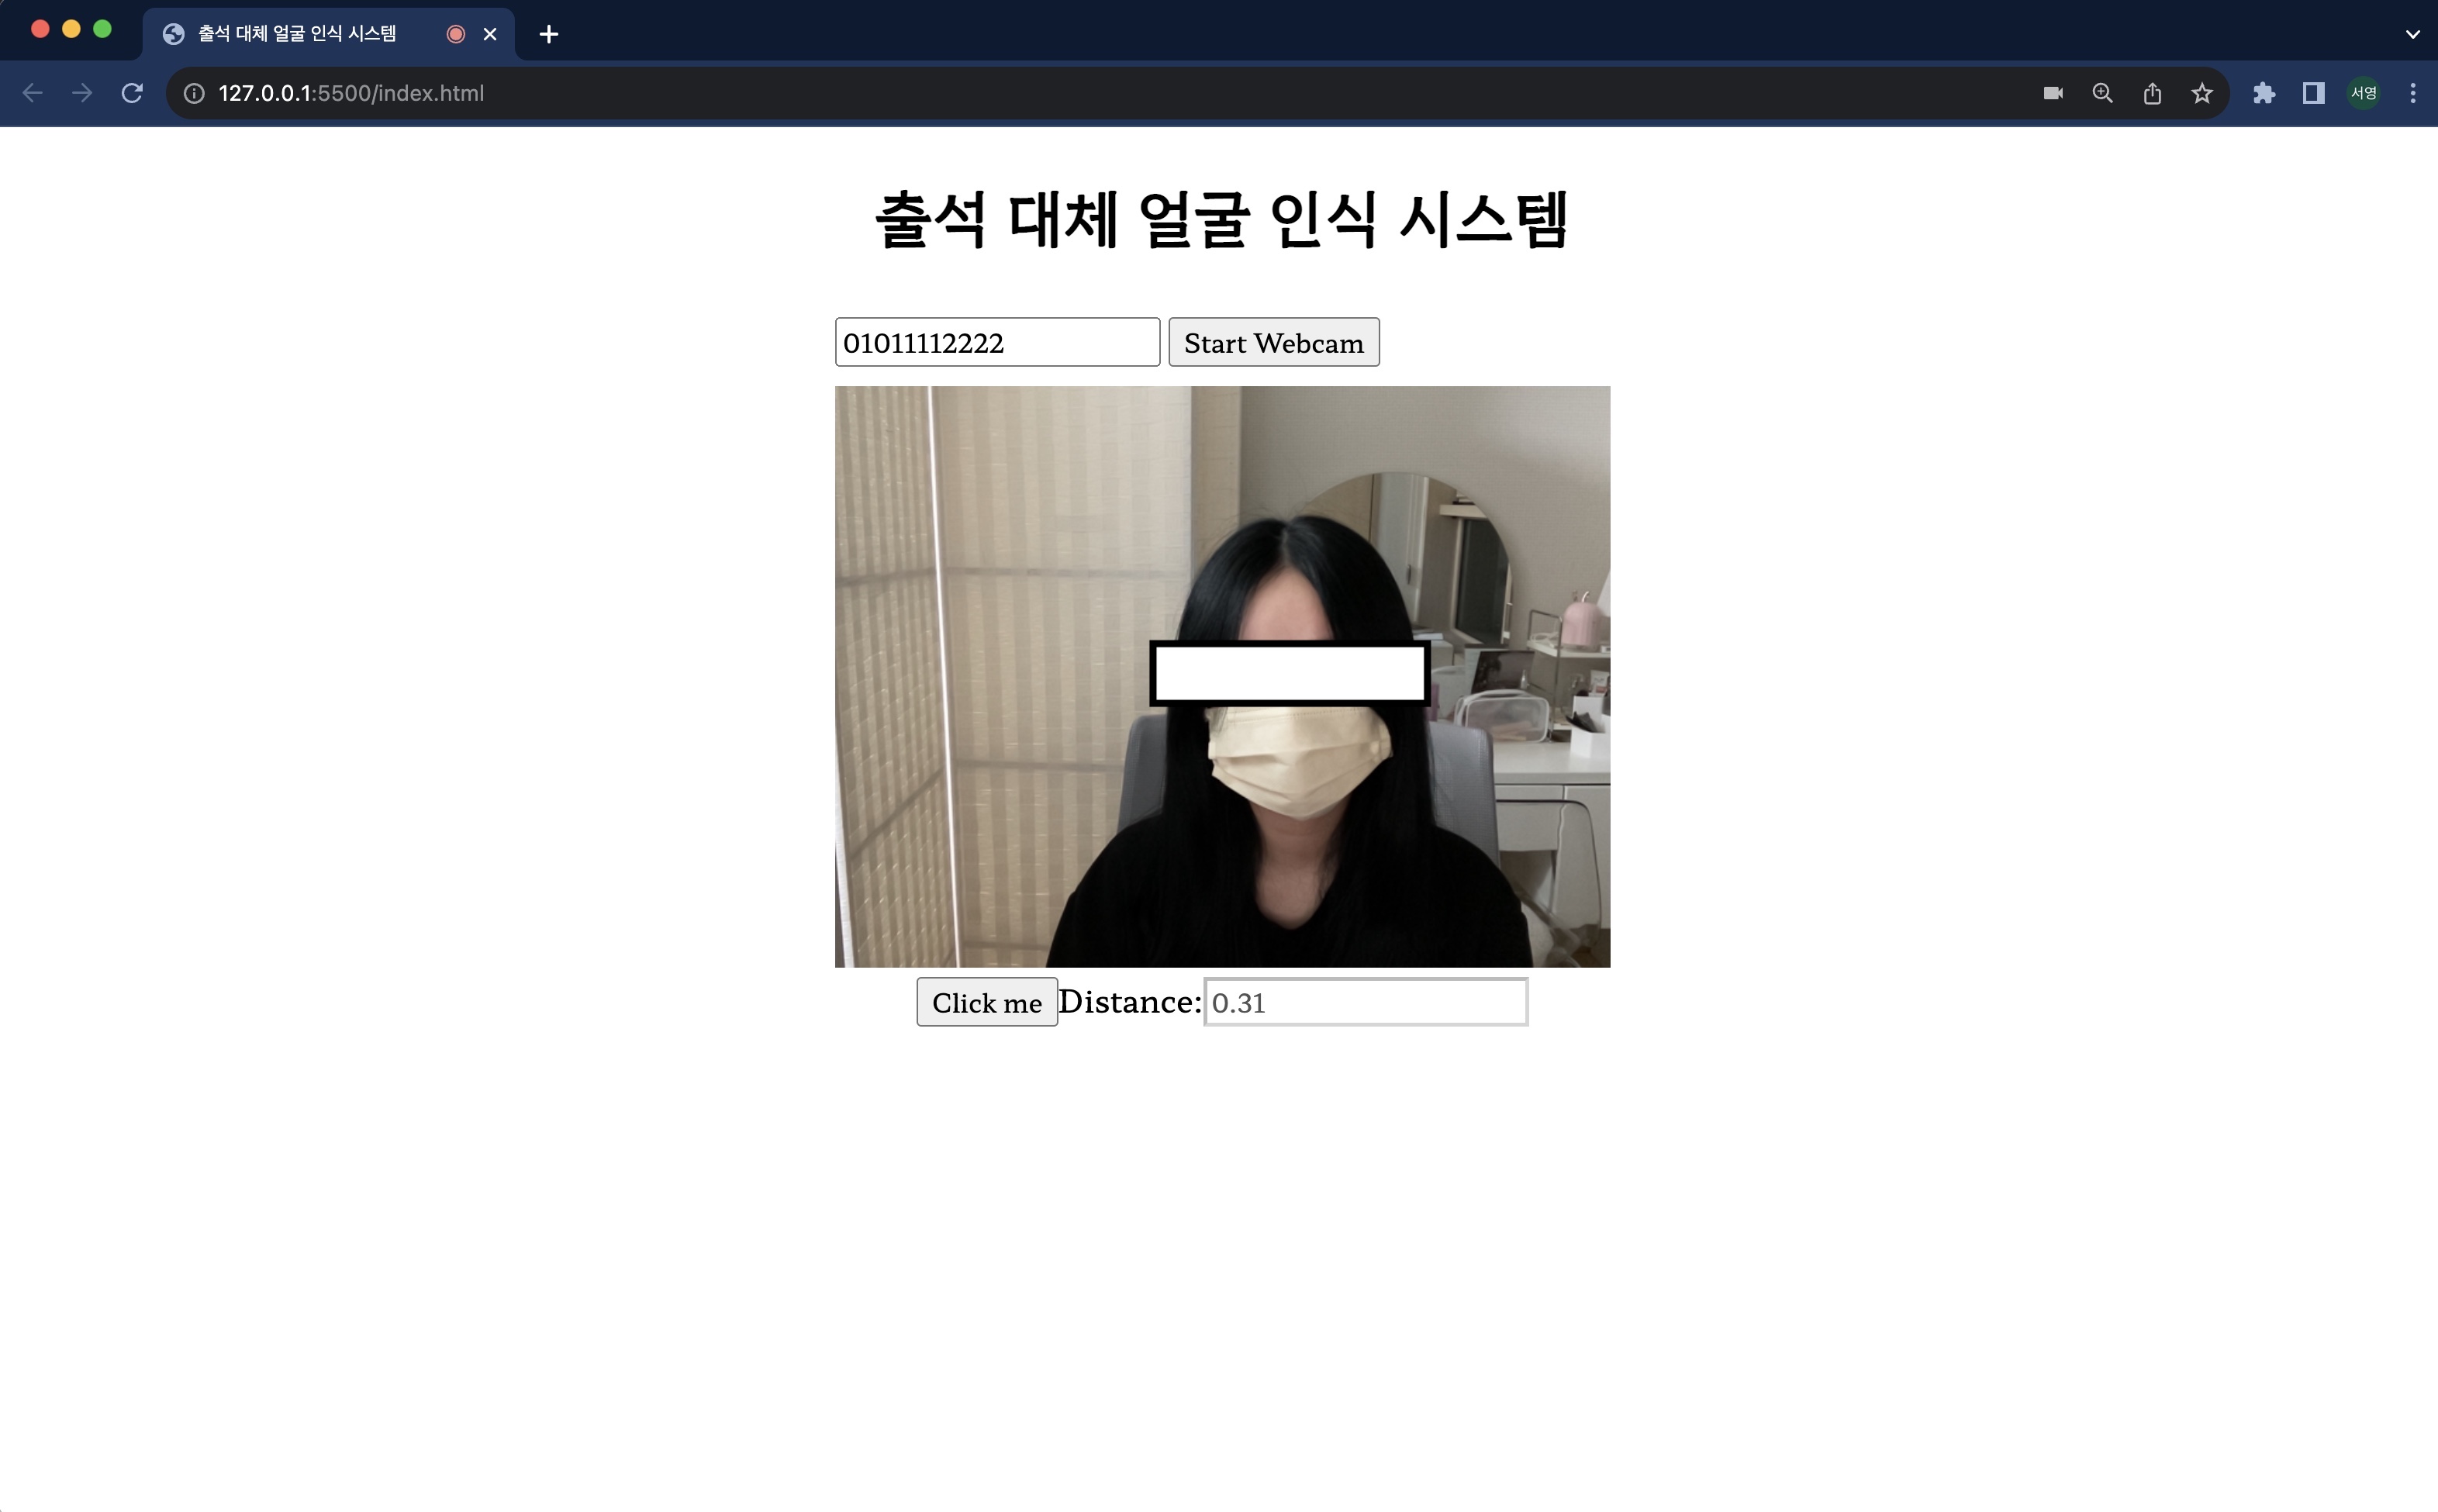 출석 대체 얼굴 인식 시스템
127.0.0.1:5500/index.html
서영
출석 대체 얼굴 인식 시스템
01011112222 Start Webcam
Click me Distance: 0.31